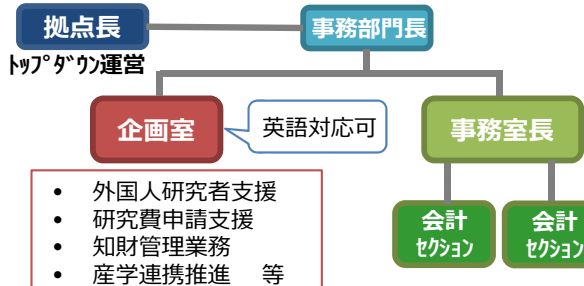 拠点長
事務部門長
トップダウン運営
企画室
英語対応可
事務室長
• 外国人研究者支援
• 研究費申請支援
• 知財管理業務
• 産学連携推進　等
会計
セクション
会計
セクション